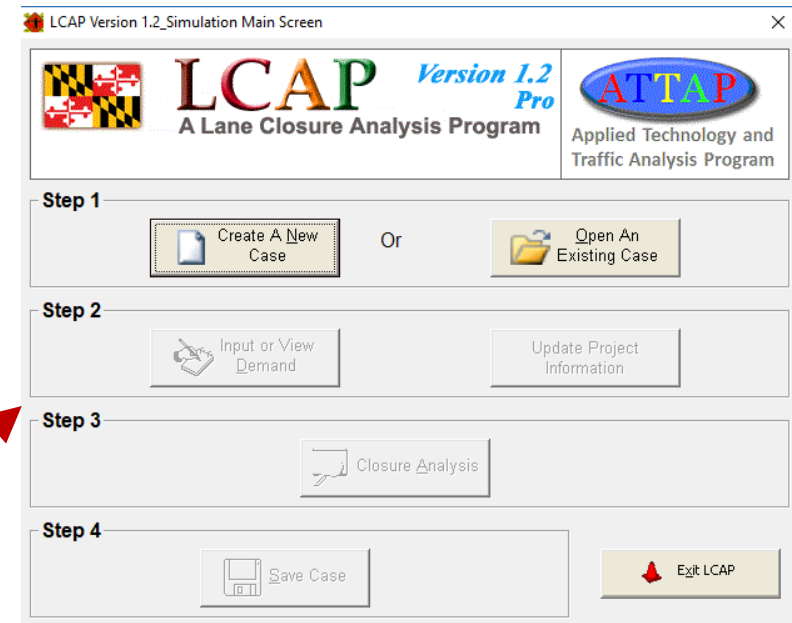 LCAP Version 1.2_Simulation Main Screen
LCAP
Version 1.2
Pro
A Lane Closure Analysis Program
ATTAP
Applied Technology and
Traffic Analysis Program
Step 1
Create A New
Case
Or
Open An
Existing Case
Step 2
Input or View
Demand
Update Project
Information
Step 3
Closure Analysis
Step 4
Save Case
Exit LCAP